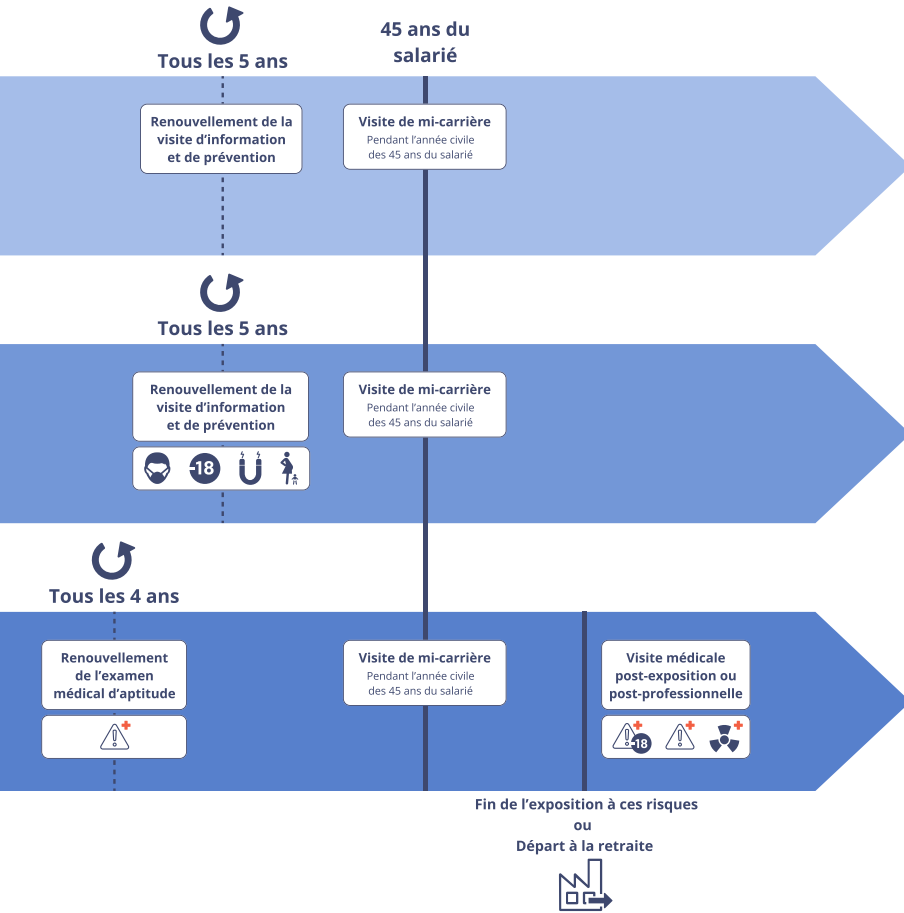 Tous les 5 ans
45 ans du
salarié
Renouvellement de la
visite d’information
et de prévention
Visite de mi-carrière
Pendant l’année civile
des 45 ans du salarié
Tous les 5 ans
Renouvellement de la
visite d’information
et de prévention
-18
Visite de mi-carrière
Pendant l’année civile
des 45 ans du salarié
Tous les 4 ans
Renouvellement
de l’examen
médical d’aptitude
Visite de mi-carrière
Pendant l’année civile
des 45 ans du salarié
Visite médicale
post-exposition ou
post-professionnelle
-18
Fin de l’exposition à ces risques
ou
Départ à la retraite